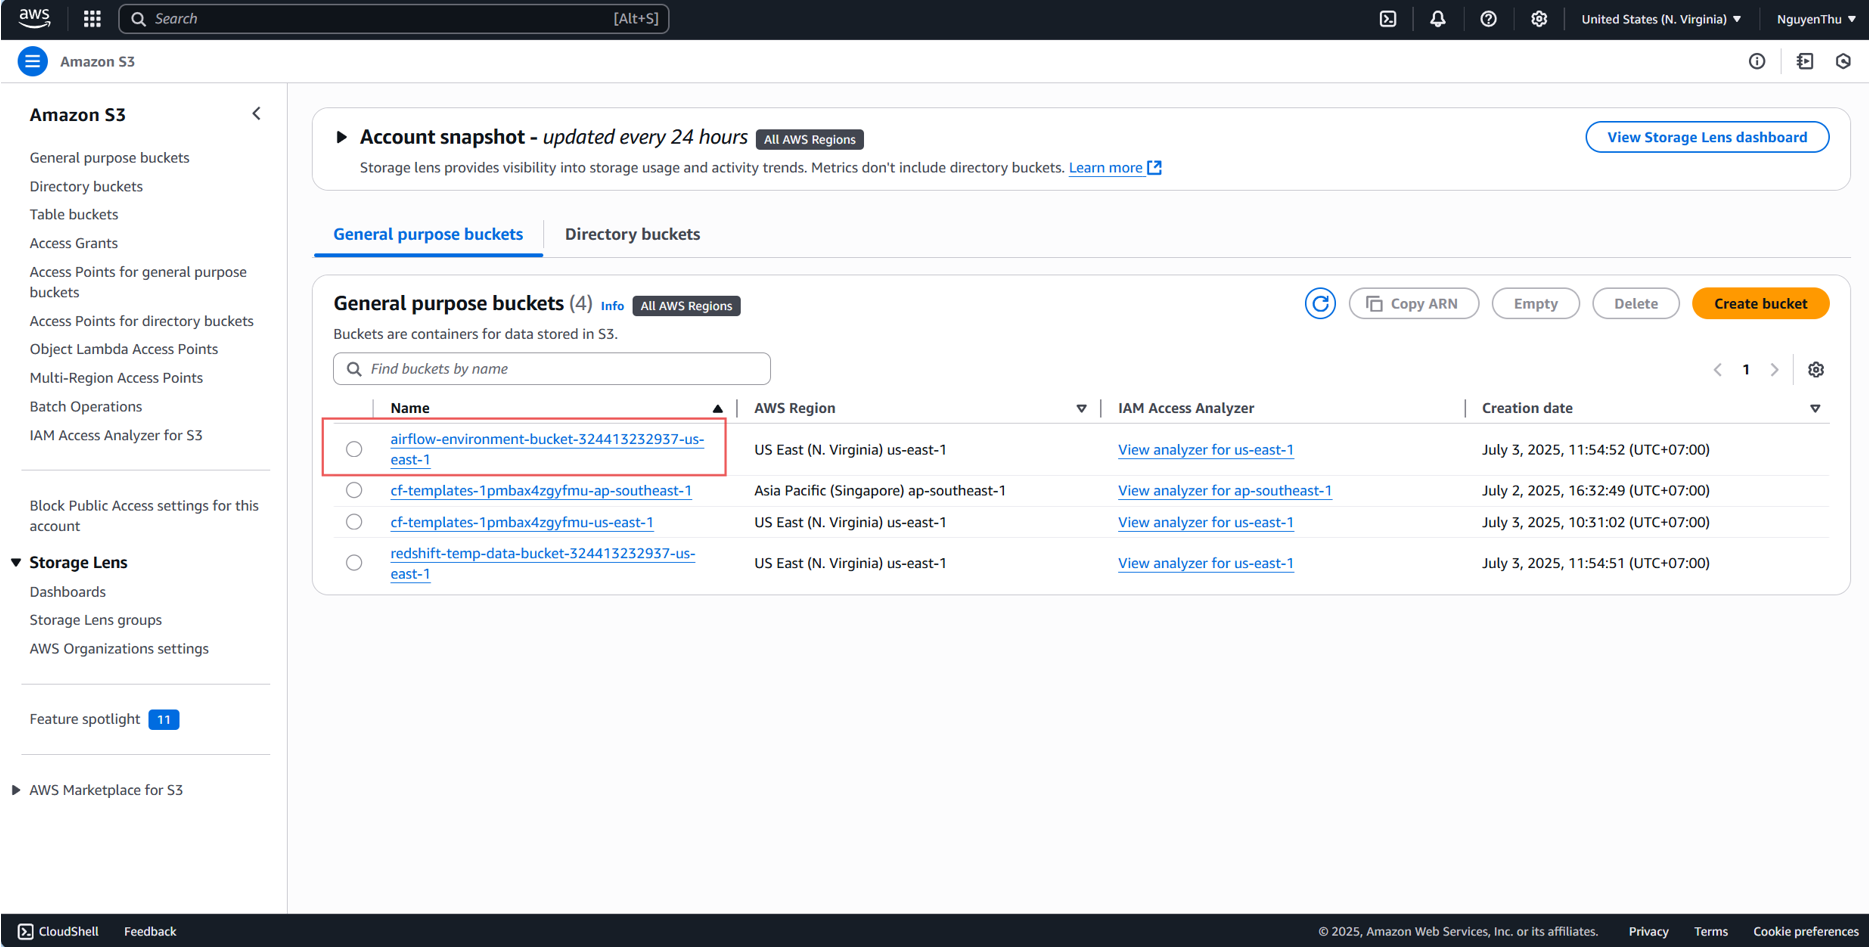 aws
Search
[Alt+S]
United States (N. Virginia)
NguyenThu
Amazon S3
Amazon S3
General purpose buckets
Directory buckets
Table buckets
Access Grants
Access Points for general purpose
buckets
Access Points for directory buckets
Object Lambda Access Points
Multi-Region Access Points
Batch Operations
IAM Access Analyzer for S3
Block Public Access settings for this
account
Storage Lens
Dashboards
Storage Lens groups
AWS Organizations settings
Feature spotlight 11
AWS Marketplace for S3
Account snapshot - updated every 24 hours All AWS Regions
View Storage Lens dashboard
Storage lens provides visibility into storage usage and activity trends. Metrics don't include directory buckets. Learn more
General purpose buckets
Directory buckets
General purpose buckets (4) Info All AWS Regions
Copy ARN
Empty
Delete
Create bucket
Buckets are containers for data stored in S3.
Find buckets by name
1
Name
AWS Region
IAM Access Analyzer
Creation date
airflow-environment-bucket-324413232937-us-
east-1
US East (N. Virginia) us-east-1
View analyzer for us-east-1
July 3, 2025, 11:54:52 (UTC+07:00)
cf-templates-1pmbax4zgyfmu-ap-southeast-1
Asia Pacific (Singapore) ap-southeast-1
View analyzer for ap-southeast-1
July 2, 2025, 16:32:49 (UTC+07:00)
cf-templates-1pmbax4zgyfmu-us-east-1
US East (N. Virginia) us-east-1
View analyzer for us-east-1
July 3, 2025, 10:31:02 (UTC+07:00)
redshift-temp-data-bucket-324413232937-us-
east-1
US East (N. Virginia) us-east-1
View analyzer for us-east-1
July 3, 2025, 11:54:51 (UTC+07:00)
CloudShell
Feedback
© 2025, Amazon Web Services, Inc. or its affiliates.
Privacy
Terms
Cookie preferences